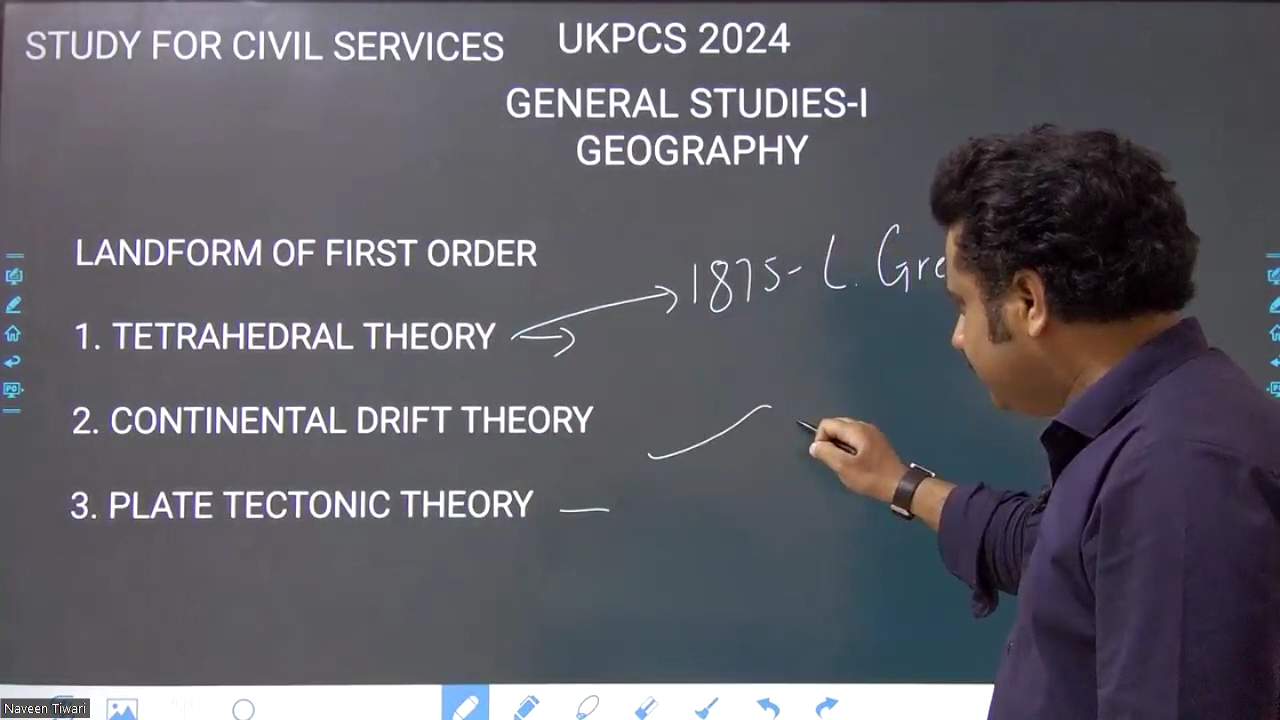 STUDY FOR CIVIL SERVICES
UKPCS 2024
GENERAL STUDIES-I
GEOGRAPHY
LANDFORM OF FIRST ORDER
1875- L. Gre
1. TETRAHEDRAL THEORY
2. CONTINENTAL DRIFT THEORY
3. PLATE TECTONIC THEORY
Naveen Tiwari